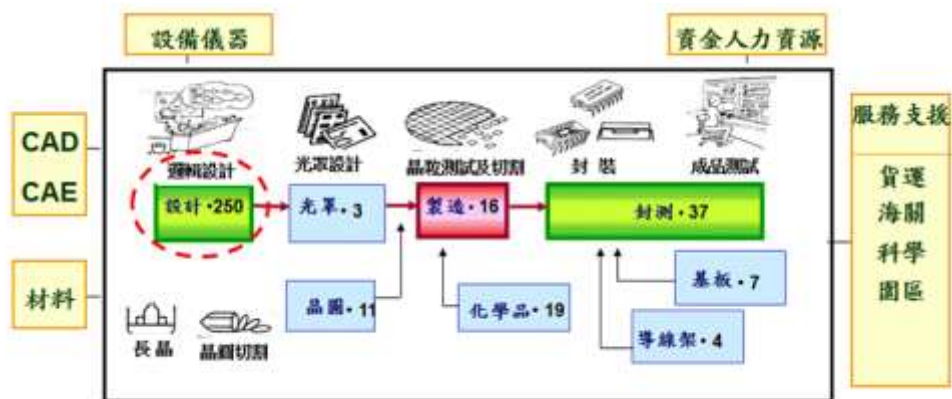 設備儀器
資金人力資源
CAD
CAE
材料
服務支援
貨運
海關
科學
園區
邏輯設計
光罩設計
晶粒測試及切割
封裝
成品測試
設計・250
光罩・3
製造・16
封測・37
晶圓・11
化學品・19
基板・7
導線架・4
長晶
晶圓切割